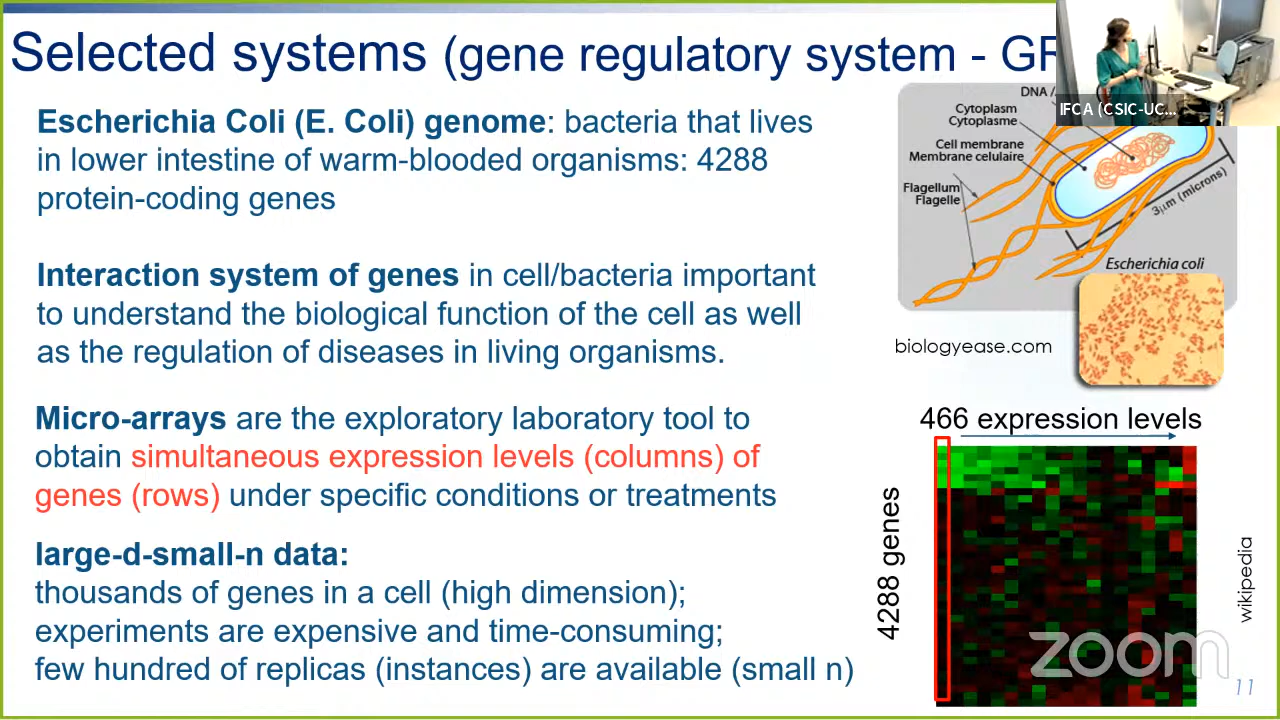 Selected systems (gene regulatory system - GR
IFCA (CSIC-UC...
Escherichia Coli (E. Coli) genome: bacteria that lives
in lower intestine of warm-blooded organisms: 4288
protein-coding genes
Interaction system of genes in cell/bacteria important
to understand the biological function of the cell as well
as the regulation of diseases in living organisms.
Micro-arrays are the exploratory laboratory tool to
obtain simultaneous expression levels (columns) of
genes (rows) under specific conditions or treatments
large-d-small-n data:
thousands of genes in a cell (high dimension);
experiments are expensive and time-consuming;
few hundred of replicas (instances) are available (small n)
DNA /
Cytoplasm
Cytoplasme
Cell membrane
Membrane celulaire
Flagellum
Flagelle
3µm (microns)
Escherichia coli
biologyease.com
466 expression levels
4288 genes
wikipedia
zoom
11